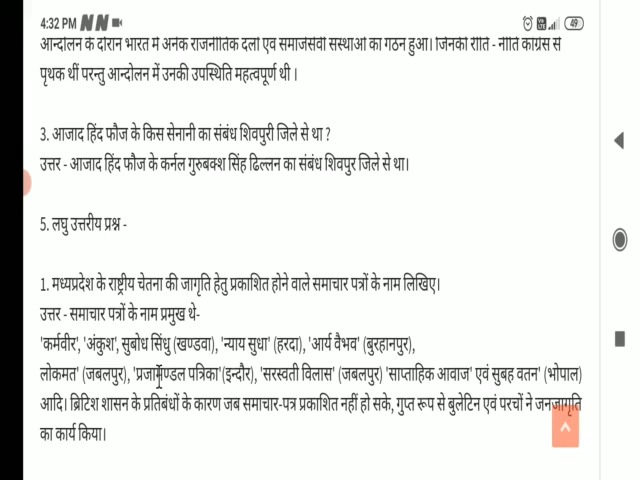 4:32 PM
49
आन्दोलन के दौरान भारत में अनेक राजनीतिक दलों एवं समाजसेवी संस्थाओं का गठन हुआ। जिनकी रीति - नीति कांग्रेस से
पृथक थीं परन्तु आन्दोलन में उनकी उपस्थिति महत्वपूर्ण थी ।
3. आजाद हिंद फौज के किस सेनानी का संबंध शिवपुरी जिले से था ?
उत्तर - आजाद हिंद फौज के कर्नल गुरुबक्श सिंह ढिल्लन का संबंध शिवपुर जिले से था।
5. लघु उत्तरीय प्रश्न -
1. मध्यप्रदेश के राष्ट्रीय चेतना की जागृति हेतु प्रकाशित होने वाले समाचार पत्रों के नाम लिखिए।
उत्तर - समाचार पत्रों के नाम प्रमुख थे-
'कर्मवीर', 'अंकुश', सुबोध सिंधु (खण्डवा), 'न्याय सुधा' (हरदा), 'आर्य वैभव' (बुरहानपुर),
लोकमत' (जबलपुर), 'प्रजामण्डल पत्रिका'(इन्दौर), 'सरस्वती विलास' (जबलपुर) 'साप्ताहिक आवाज' एवं सुबह वतन' (भोपाल)
आदि। ब्रिटिश शासन के प्रतिबंधों के कारण जब समाचार-पत्र प्रकाशित नहीं हो सके, गुप्त रूप से बुलेटिन एवं परचों ने जनजागृति
का कार्य किया।